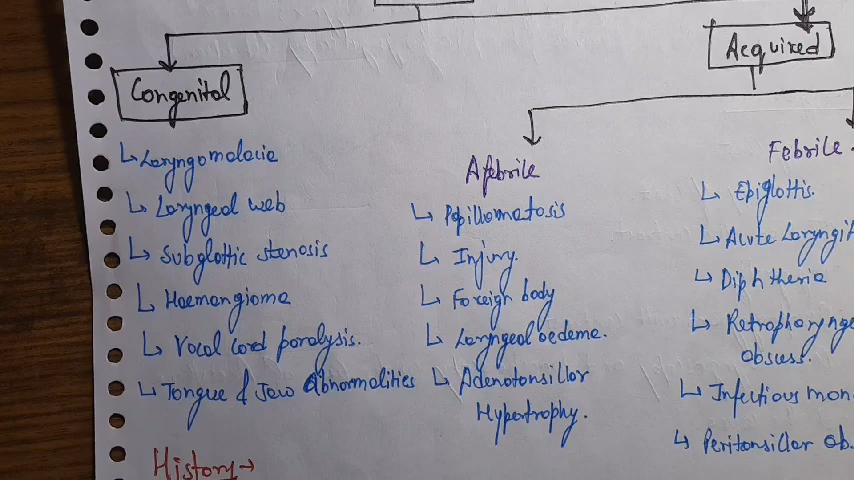 Congenital
Acquired
Laryngomalacia
Laryngeal web
Subglottic stenosis
Haemangioma
Vocal cord paralysis.
Tongue & Jaw Abnormalities
Afebrile
Papillomatosis
Injury.
Foreign body
Laryngeal oedema.
Adenotonsillar
Hypertrophy.
Febrile
Epiglottis.
Acute Laryngit
Diphtheria
Retropharynge
abscess.
Infectious mon
Peritonsillar ab.
History→